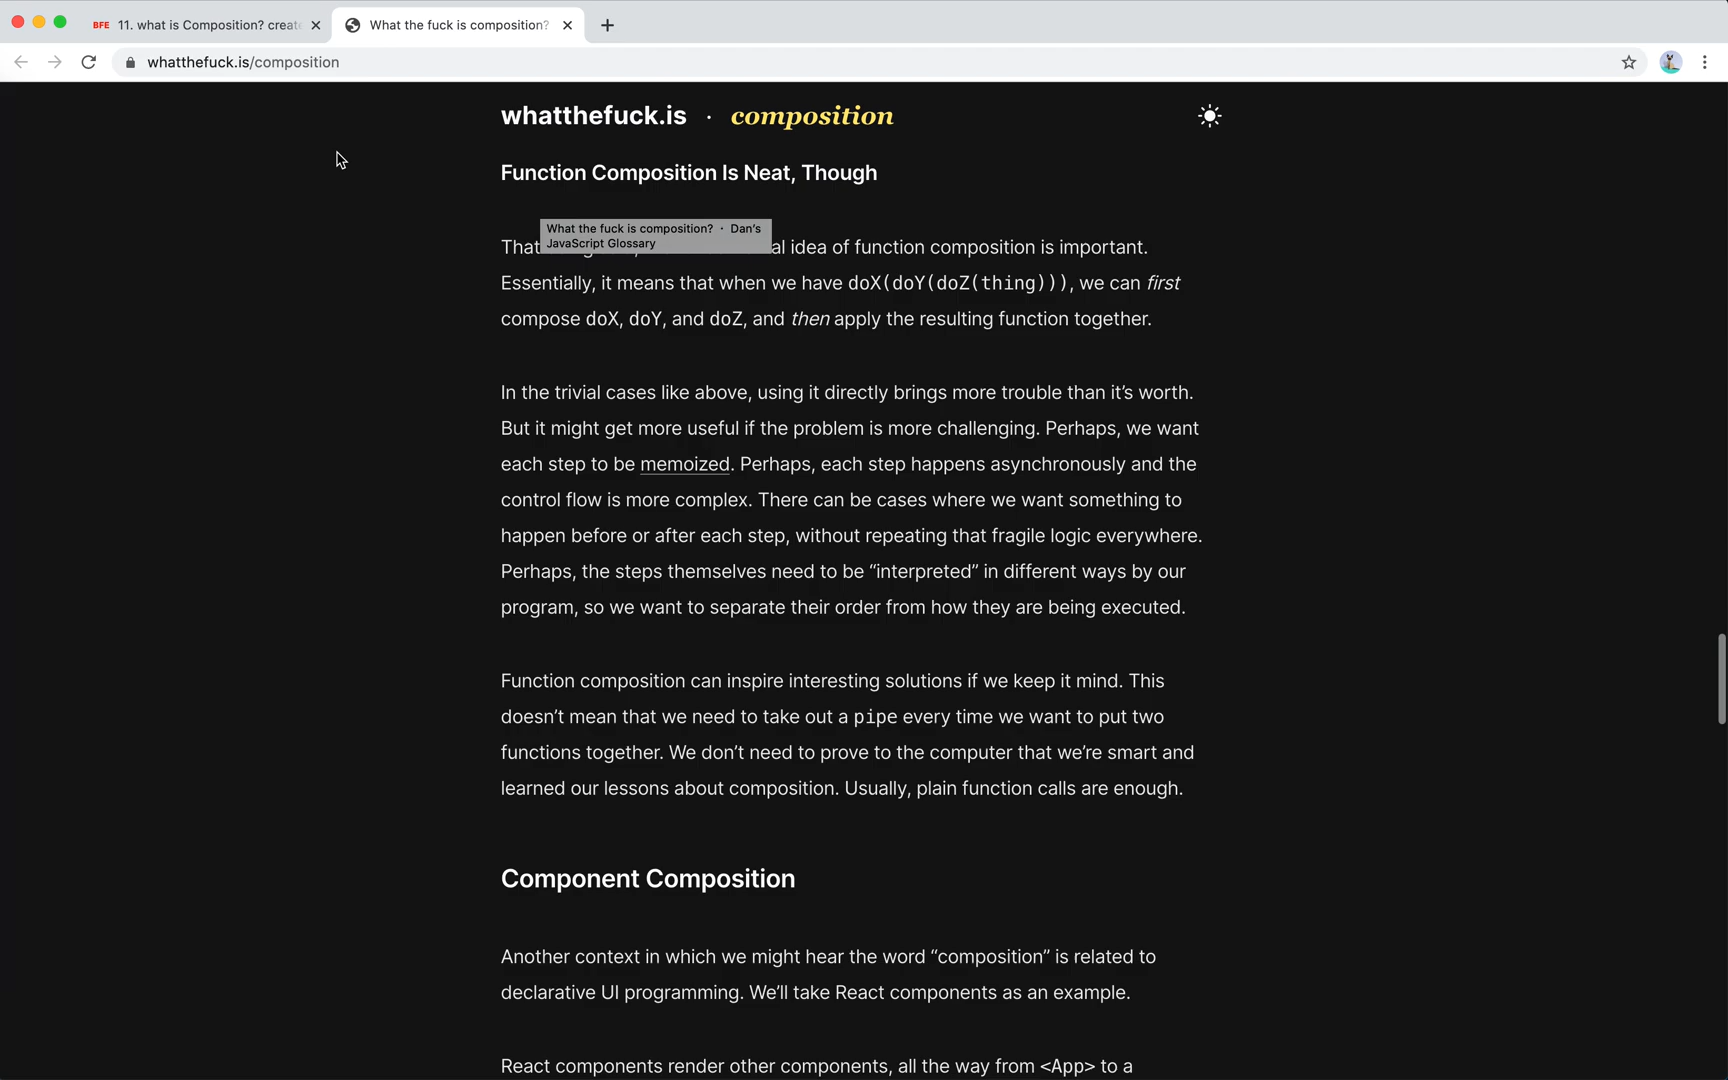 BFE 11. what is Composition? create
What the fuck is composition?
whatthefuck.is/composition
whatthefuck.is · composition
Function Composition Is Neat, Though
What the fuck is composition? · Dan's
JavaScript Glossary
That al idea of function composition is important.
Essentially, it means that when we have doX(doY(doZ(thing))), we can first
compose doX, doY, and doZ, and then apply the resulting function together.
In the trivial cases like above, using it directly brings more trouble than it’s worth.
But it might get more useful if the problem is more challenging. Perhaps, we want
each step to be memoized. Perhaps, each step happens asynchronously and the
control flow is more complex. There can be cases where we want something to
happen before or after each step, without repeating that fragile logic everywhere.
Perhaps, the steps themselves need to be “interpreted” in different ways by our
program, so we want to separate their order from how they are being executed.
Function composition can inspire interesting solutions if we keep it mind. This
doesn’t mean that we need to take out a pipe every time we want to put two
functions together. We don’t need to prove to the computer that we’re smart and
learned our lessons about composition. Usually, plain function calls are enough.
Component Composition
Another context in which we might hear the word “composition” is related to
declarative UI programming. We’ll take React components as an example.
React components render other components, all the way from <App> to a